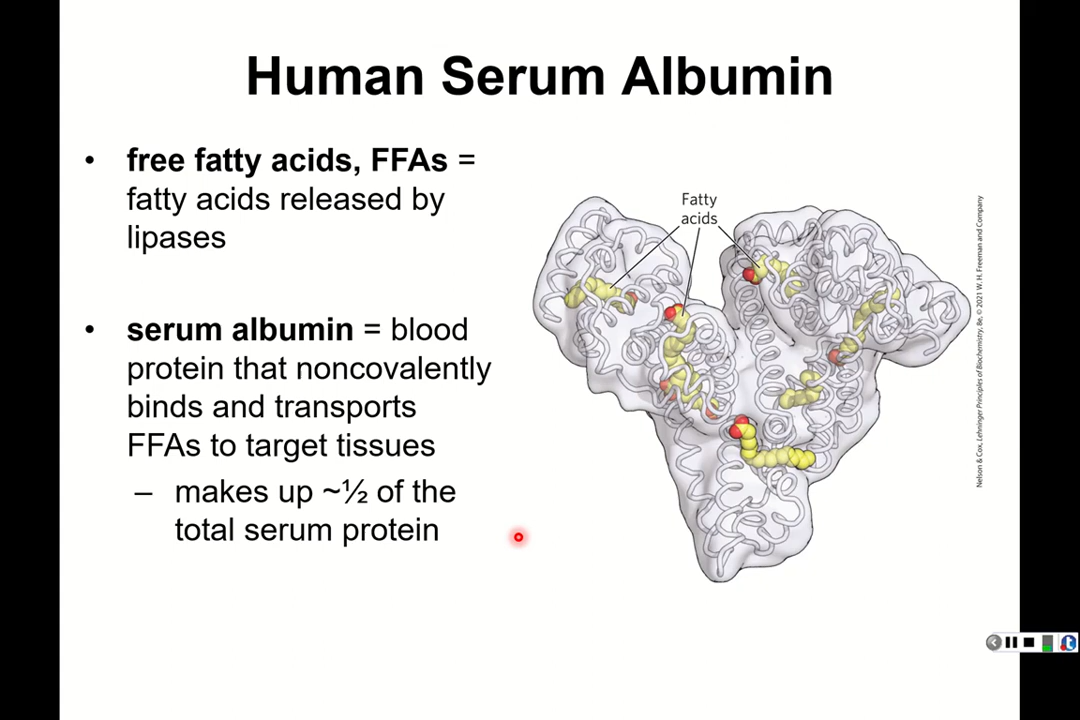 Human Serum Albumin
• free fatty acids, FFAs =
fatty acids released by
lipases
• serum albumin = blood
protein that noncovalently
binds and transports
FFAs to target tissues
– makes up ~½ of the
total serum protein
Fatty
acids
Nelson & Cox, Lehninger Principles of Biochemistry, 8e, © 2021 W. H. Freeman and Company